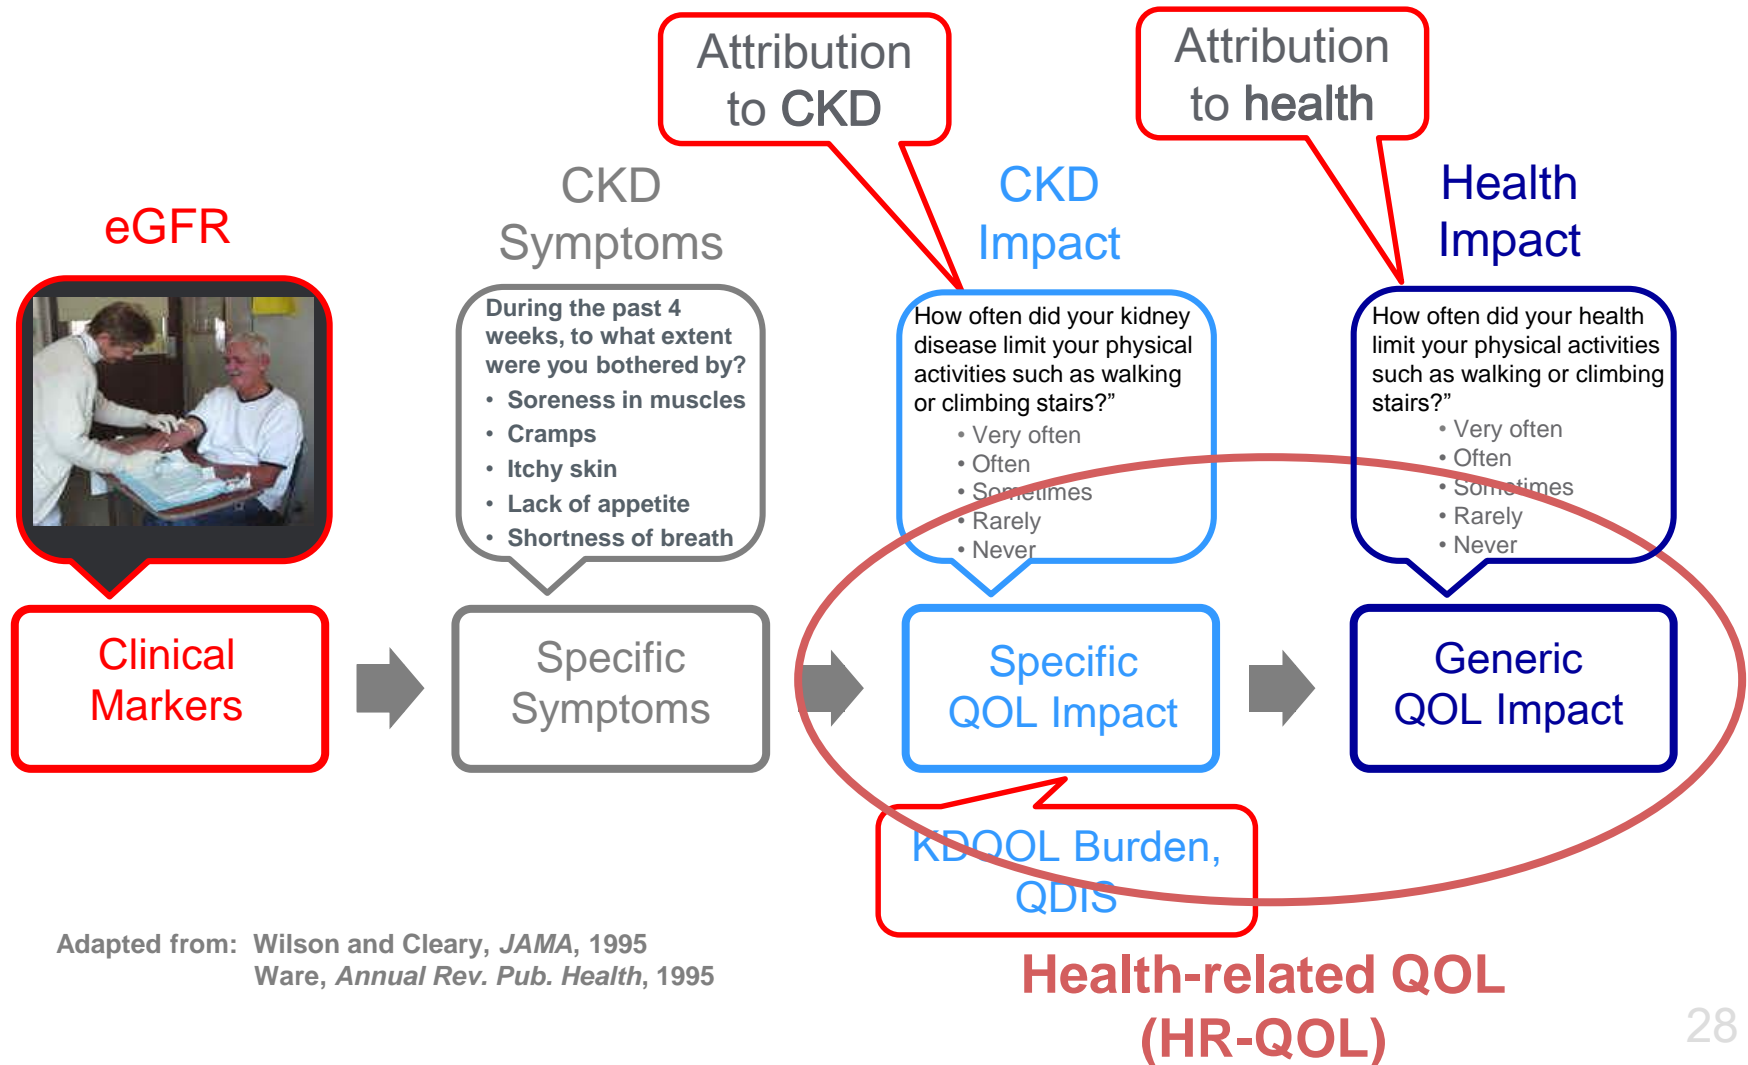 Attribution
to CKD
Attribution
to health
eGFR
CKD
Symptoms
CKD
Impact
Health
Impact
During the past 4
weeks, to what extent
were you bothered by?
• Soreness in muscles
• Cramps
• Itchy skin
• Lack of appetite
• Shortness of breath
How often did your kidney
disease limit your physical
activities such as walking
or climbing stairs?”
• Very often
• Often
• Sometimes
• Rarely
• Never
How often did your health
limit your physical activities
such as walking or climbing
stairs?”
• Very often
• Often
• Sometimes
• Rarely
• Never
Clinical
Markers
Specific
Symptoms
Specific
QOL Impact
Generic
QOL Impact
KDQOL Burden,
QDIS
Adapted from: Wilson and Cleary, JAMA, 1995
Ware, Annual Rev. Pub. Health, 1995
Health-related QOL
(HR-QOL)
28